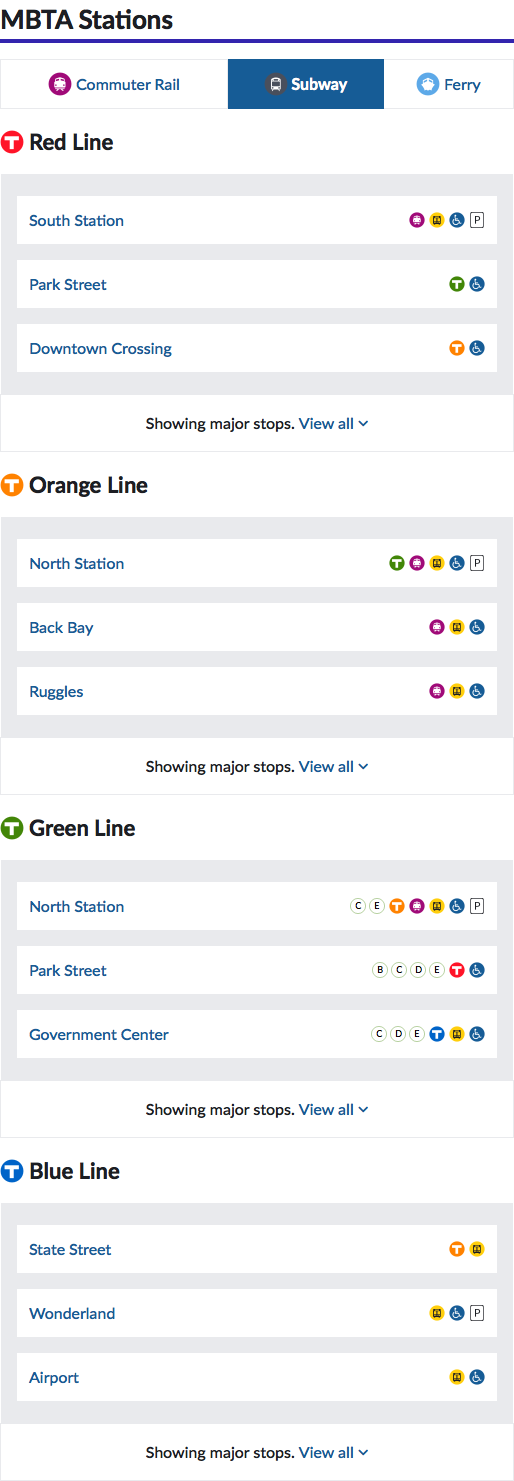 MBTA Stations
Commuter Rail Subway Ferry
T Red Line
South Station P
Park Street T
Downtown Crossing T
Showing major stops. View all
T Orange Line
North Station T P
Back Bay
Ruggles
Showing major stops. View all
T Green Line
North Station C E T P
Park Street B C D E T
Government Center C D E T
Showing major stops. View all
T Blue Line
State Street T
Wonderland P
Airport
Showing major stops. View all